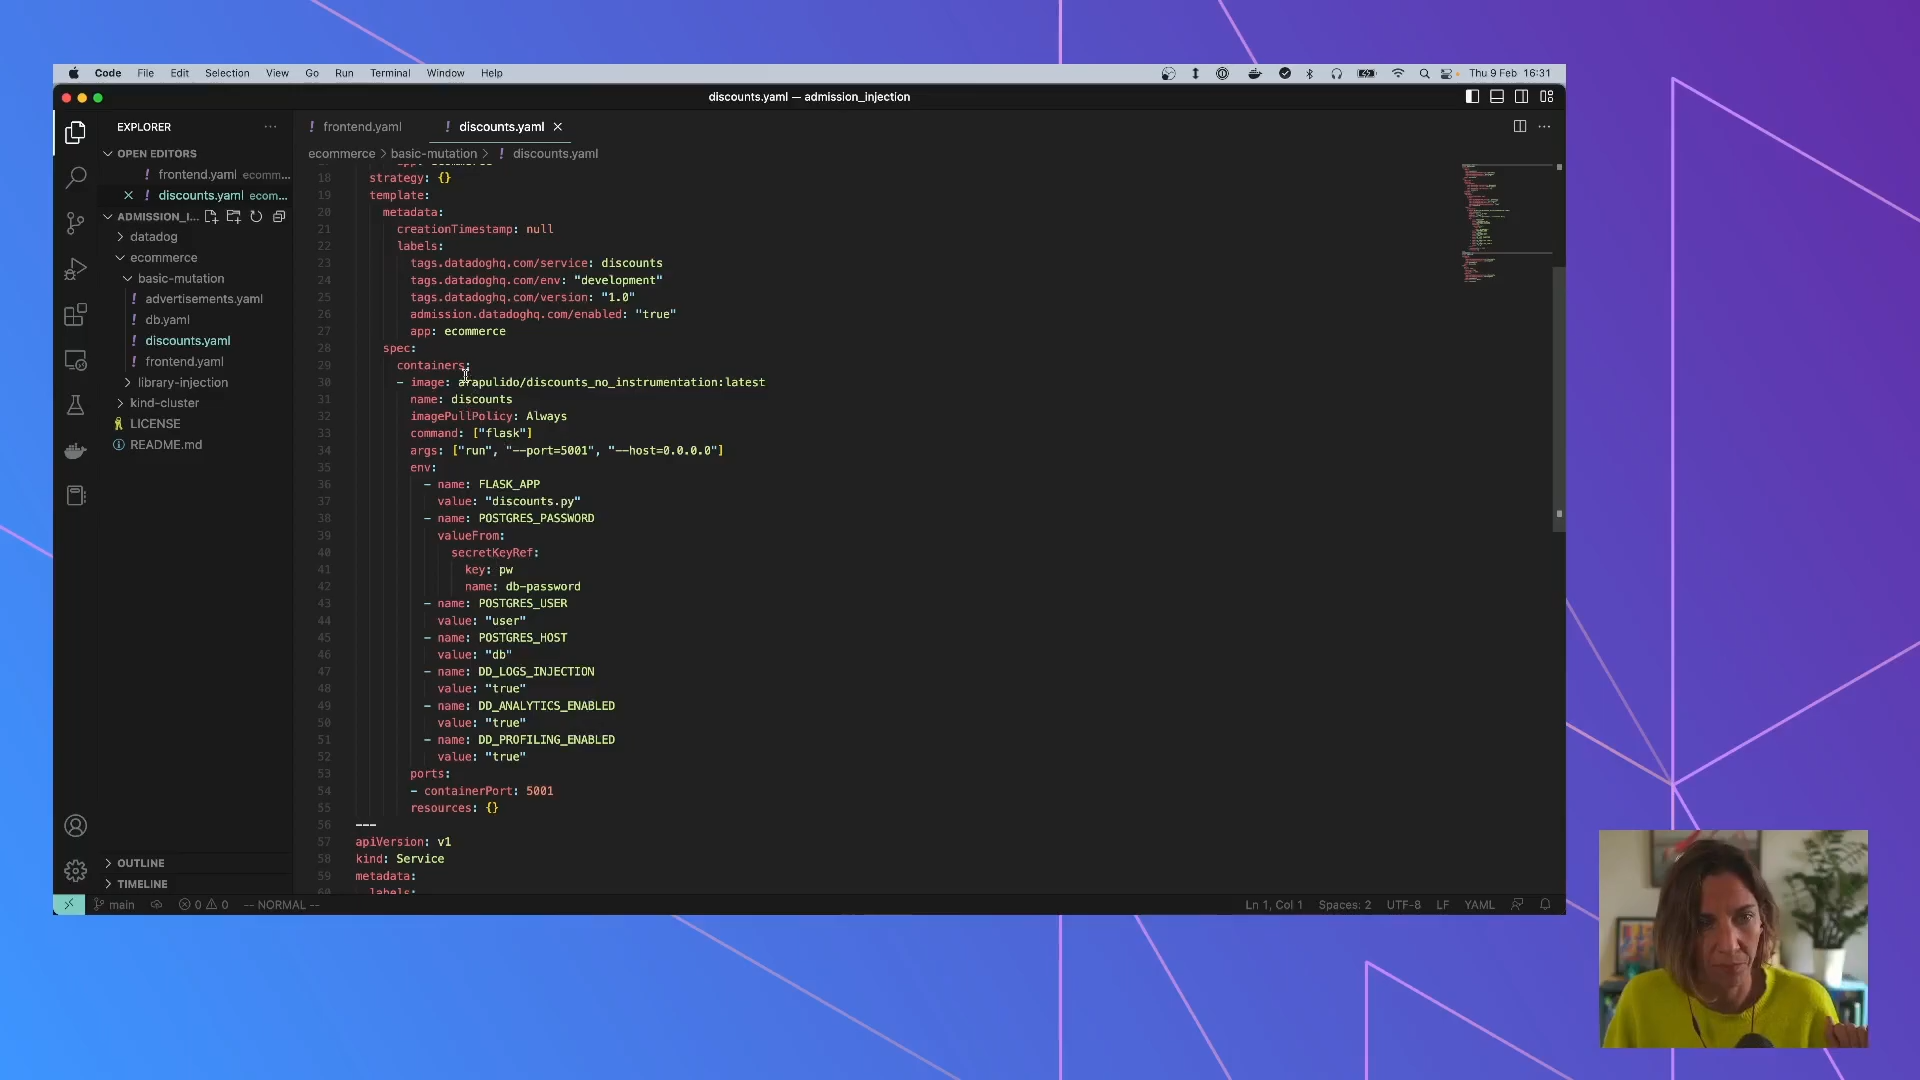 Code File Edit Selection View Go Run Terminal Window Help
Thu 9 Feb 16:31
discounts.yaml — admission_injection
EXPLORER
OPEN EDITORS
frontend.yaml ecomm...
discounts.yaml ecom...
ADMISSION_I...
datadog
ecommerce
basic-mutation
advertisements.yaml
db.yaml
discounts.yaml
frontend.yaml
library-injection
kind-cluster
LICENSE
README.md
OUTLINE
TIMELINE
frontend.yaml discounts.yaml
ecommerce > basic-mutation > ! discounts.yaml
18 strategy: {}
19 template:
20 metadata:
21 creationTimestamp: null
22 labels:
23 tags.datadoghq.com/service: discounts
24 tags.datadoghq.com/env: "development"
25 tags.datadoghq.com/version: "1.0"
26 admission.datadoghq.com/enabled: "true"
27 app: ecommerce
28 spec:
29 containers:
30 - image: arapulido/discounts_no_instrumentation:latest
31 name: discounts
32 imagePullPolicy: Always
33 command: ["flask"]
34 args: ["run", "--port=5001", "--host=0.0.0.0"]
35 env:
36 - name: FLASK_APP
37 value: "discounts.py"
38 - name: POSTGRES_PASSWORD
39 valueFrom:
40 secretKeyRef:
41 key: pw
42 name: db-password
43 - name: POSTGRES_USER
44 value: "user"
45 - name: POSTGRES_HOST
46 value: "db"
47 - name: DD_LOGS_INJECTION
48 value: "true"
49 - name: DD_ANALYTICS_ENABLED
50 value: "true"
51 - name: DD_PROFILING_ENABLED
52 value: "true"
53 ports:
54 - containerPort: 5001
55 resources: {}
56 ---
57 apiVersion: v1
58 kind: Service
59 metadata:
60 labels:
main 0 0 -- NORMAL --
Ln 1, Col 1 Spaces: 2 UTF-8 LF YAML